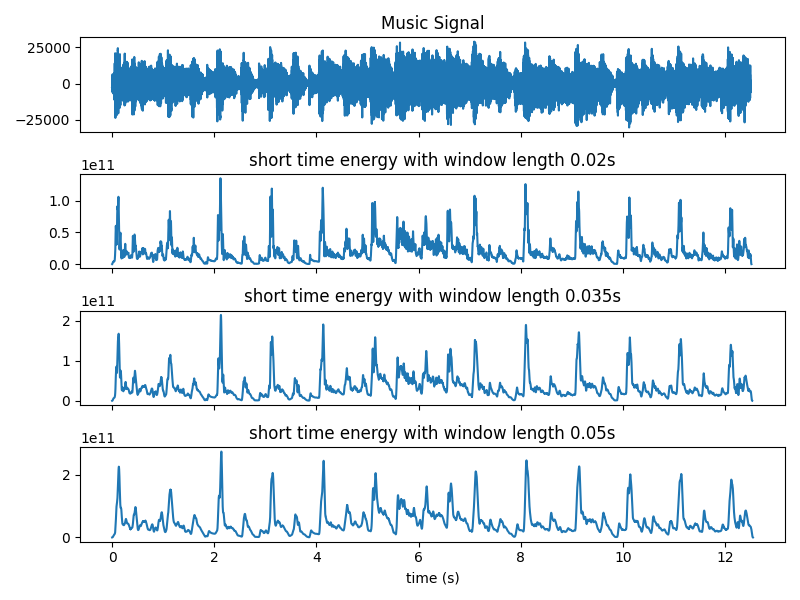 Music Signal
25000
0
−25000
short time energy with window length 0.02s
1e11
1.0
0.5
0.0
short time energy with window length 0.035s
1e11
2
1
0
short time energy with window length 0.05s
1e11
2
0
0 2 4 6 8 10 12
time (s)